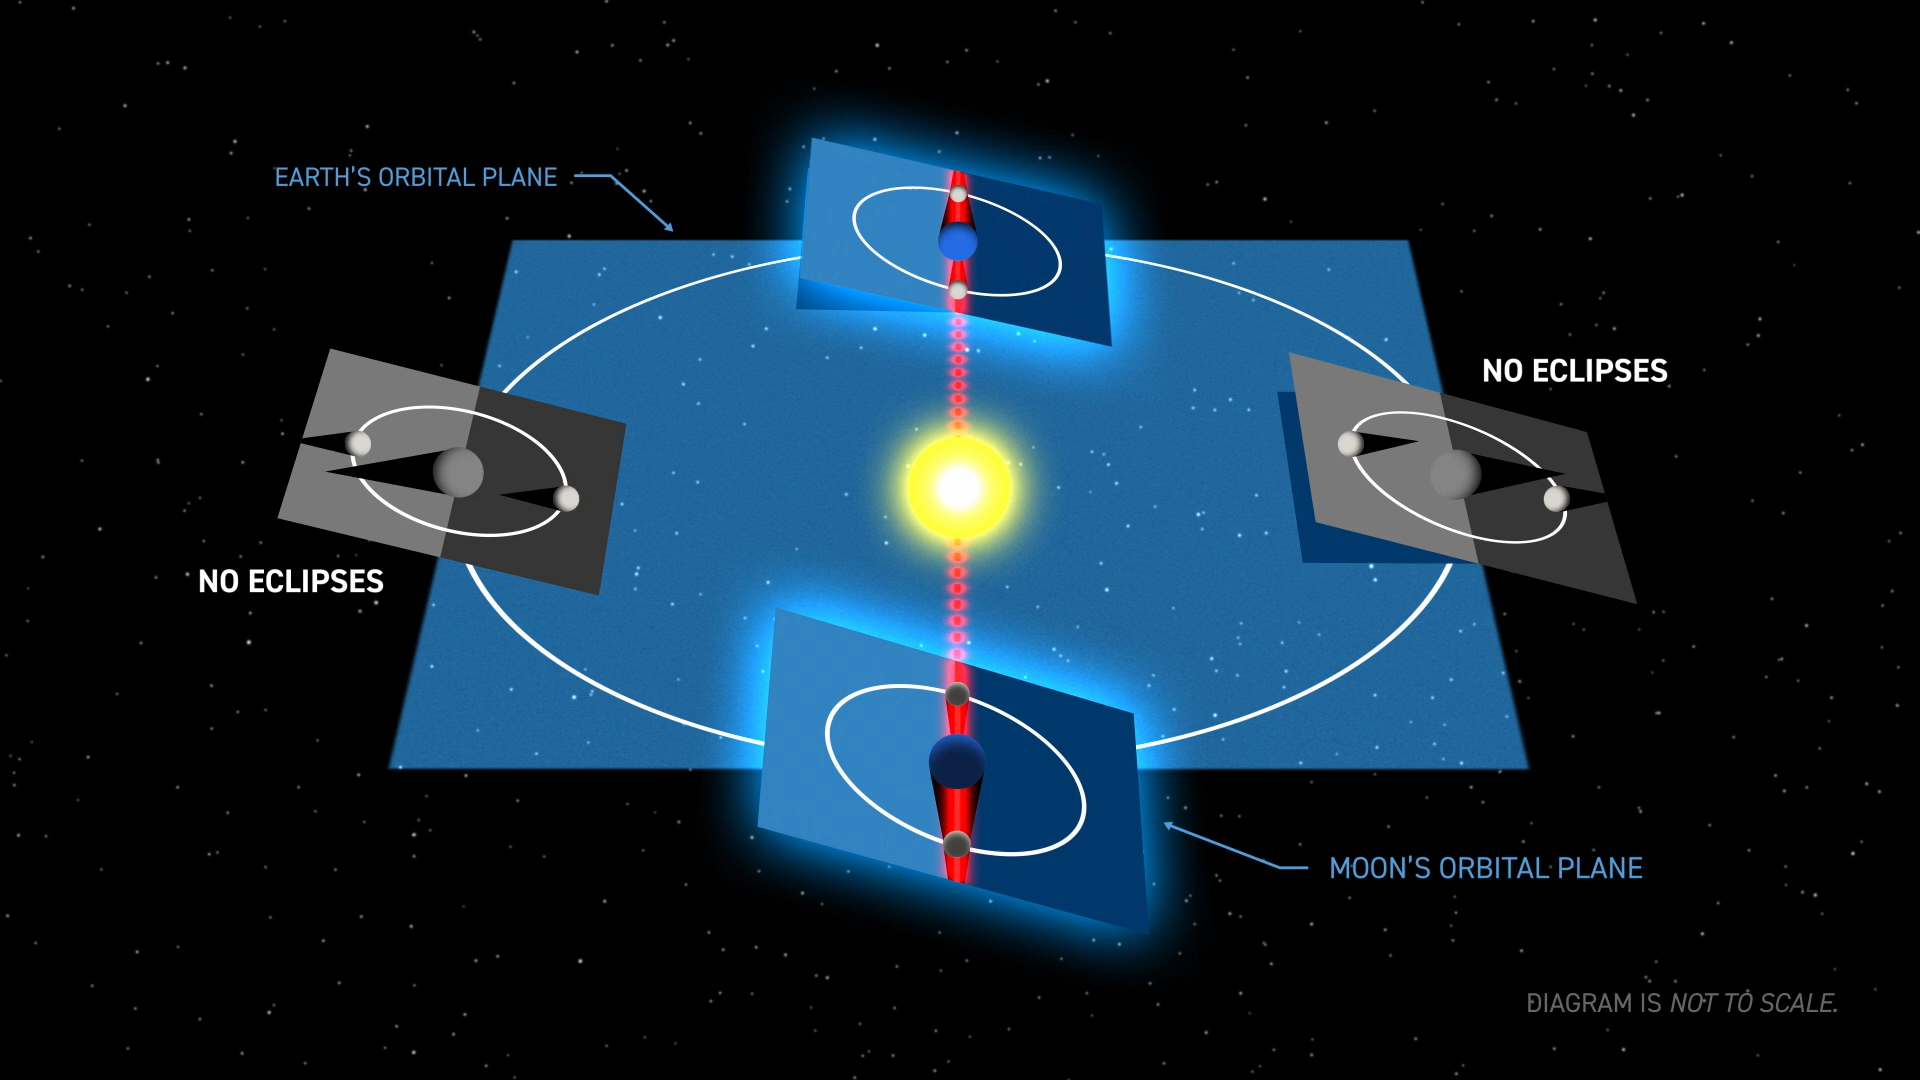 EARTH'S ORBITAL PLANE
NO ECLIPSES
NO ECLIPSES
MOON'S ORBITAL PLANE
DIAGRAM IS NOT TO SCALE.